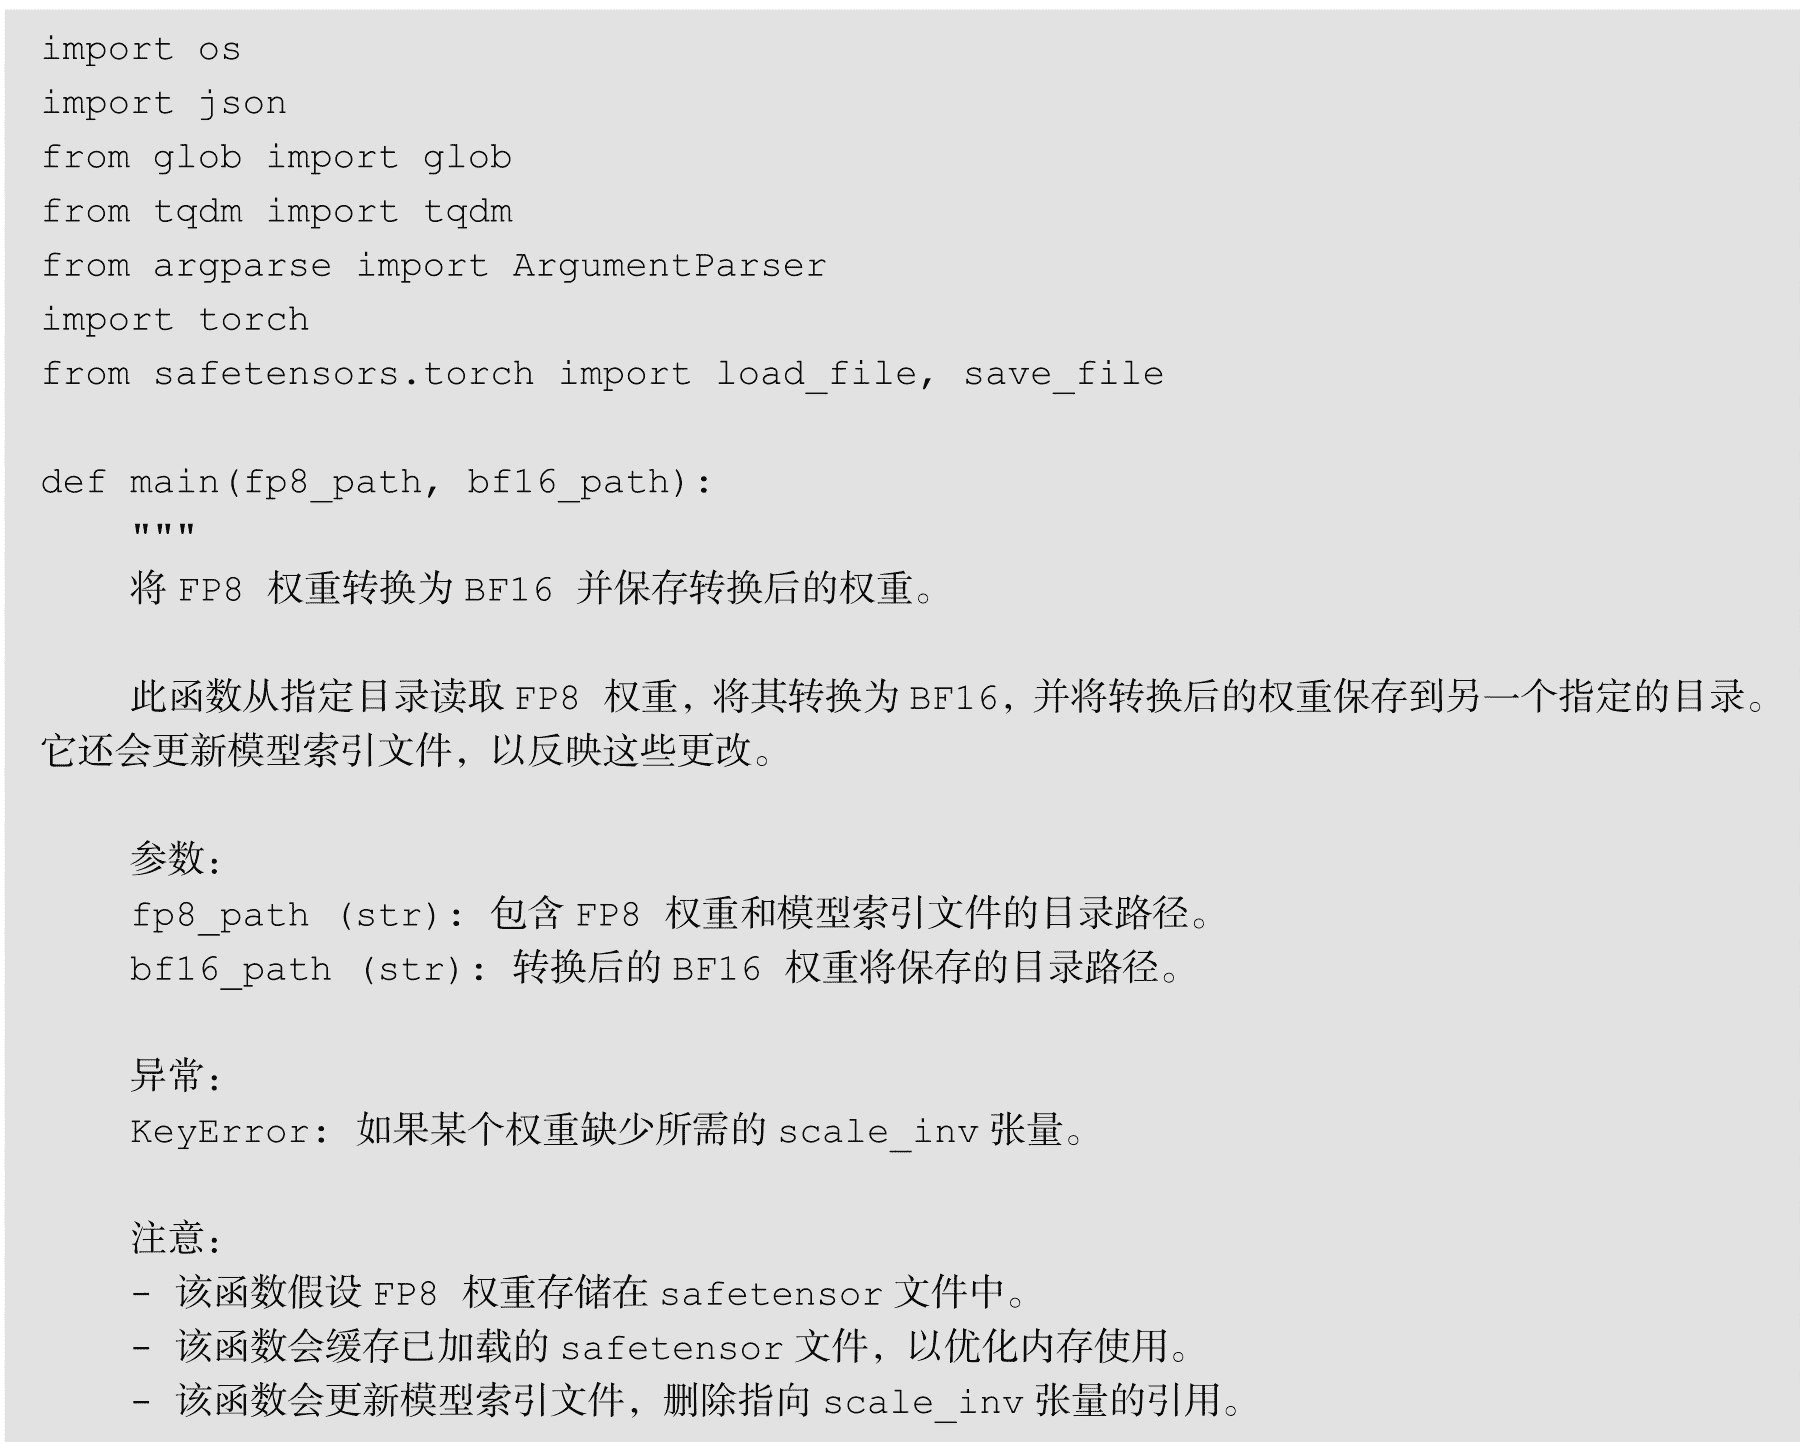 import os
import json
from glob import glob
from tqdm import tqdm
from argparse import ArgumentParser
import torch
from safetensors.torch import load_file, save_file

def main(fp8_path, bf16_path):
    """
    将 FP8 权重转换为 BF16 并保存转换后的权重。

    此函数从指定目录读取 FP8 权重，将其转换为 BF16，并将转换后的权重保存到另一个指定的目录。
它还会更新模型索引文件，以反映这些更改。

    参数:
    fp8_path (str): 包含 FP8 权重和模型索引文件的目录路径。
    bf16_path (str): 转换后的 BF16 权重将保存的目录路径。

    异常:
    KeyError: 如果某个权重缺少所需的 scale_inv 张量。

    注意:
    - 该函数假设 FP8 权重存储在 safetensor 文件中。
    - 该函数会缓存已加载的 safetensor 文件，以优化内存使用。
    - 该函数会更新模型索引文件，删除指向 scale_inv 张量的引用。